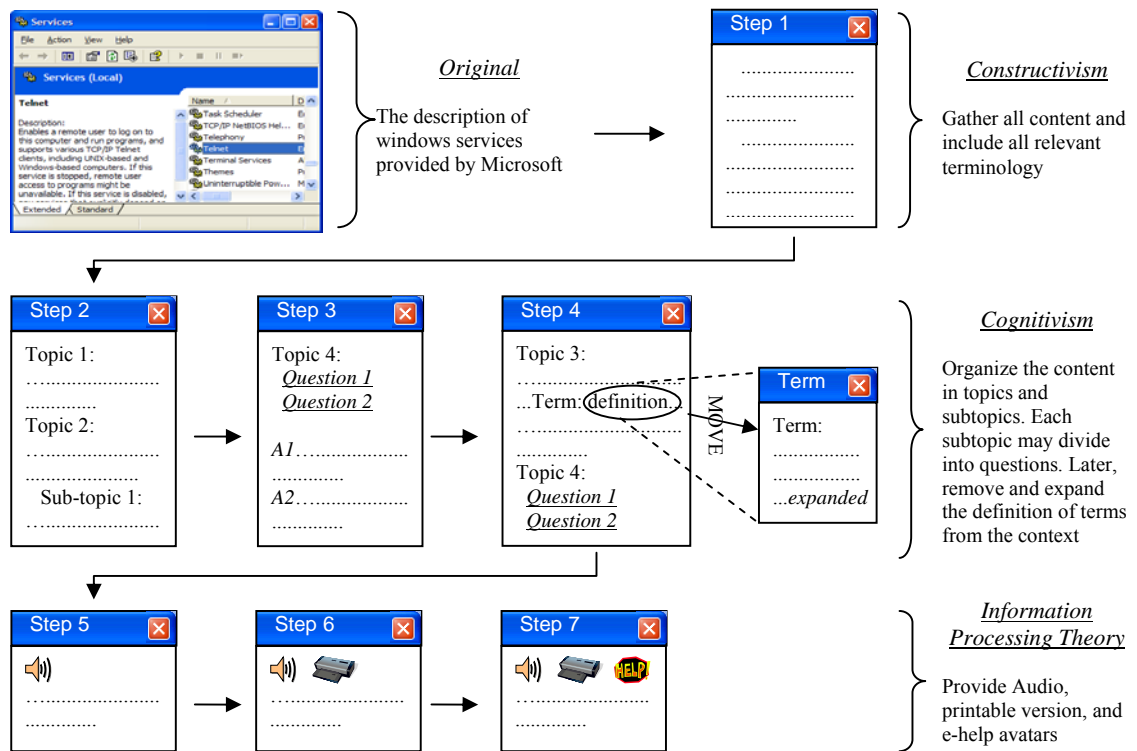 Services
File Action View Help
Services (Local)
Telnet
Description:
Enables a remote user to log on to
this computer and run programs, and
supports various TCP/IP Telnet
clients, including UNIX-based and
Windows-based computers. If this
service is stopped, remote user
access to programs might be
unavailable. If this service is disabled,
Name / D
Task Scheduler
TCP/IP NetBIOS Hel...
Telephony
Telnet
Terminal Services A
Themes
Uninterruptible Pow... M
Extended Standard
Original
The description of
windows services
provided by Microsoft
Step 1
Constructivism
Gather all content and
include all relevant
terminology
Step 2
Topic 1:
Topic 2:
Sub-topic 1:
Step 3
Topic 4:
Question 1
Question 2
A1
A2
Step 4
Topic 3:
...Term: definition...
Topic 4:
Question 1
Question 2
MOVE
Term
Term:
...expanded
Cognitivism
Organize the content
in topics and
subtopics. Each
subtopic may divide
into questions. Later,
remove and expand
the definition of terms
from the context
Step 5
Step 6
Step 7
HELP!
Information
Processing Theory
Provide Audio,
printable version, and
e-help avatars